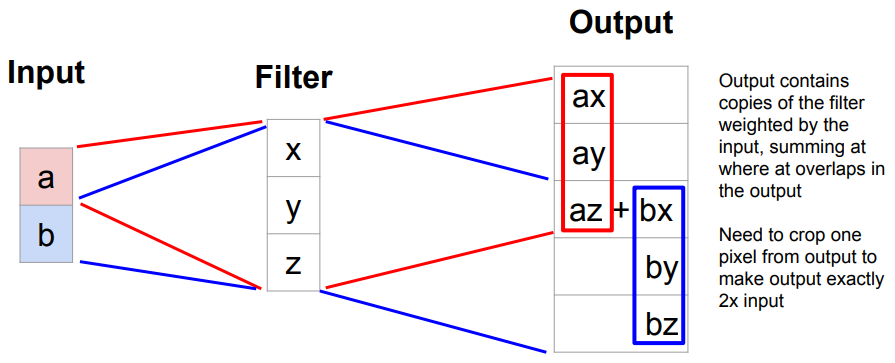 Input
a
b
Filter
x
y
z
Output
ax
ay
az + bx
by
bz
Output contains
copies of the filter
weighted by the
input, summing at
where at overlaps in
the output
Need to crop one
pixel from output to
make output exactly
2x input